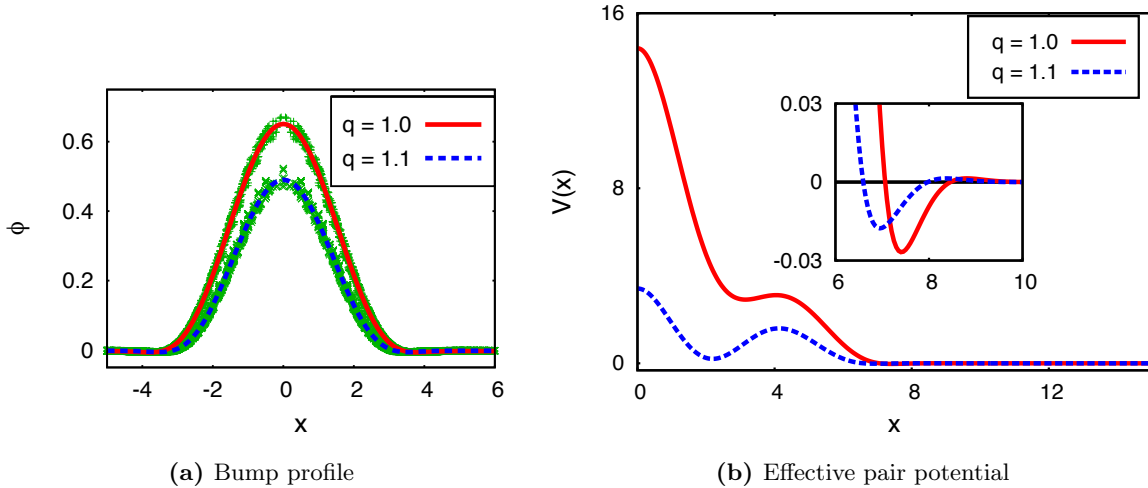 q = 1.0
q = 1.1
0.6
0.4
0.2
0
ϕ
-4 -2 0 2 4 6
x
(a) Bump profile
q = 1.0
q = 1.1
16
8
0
V(x)
0.03
0
-0.03
6 8 10
0 4 8 12
x
(b) Effective pair potential